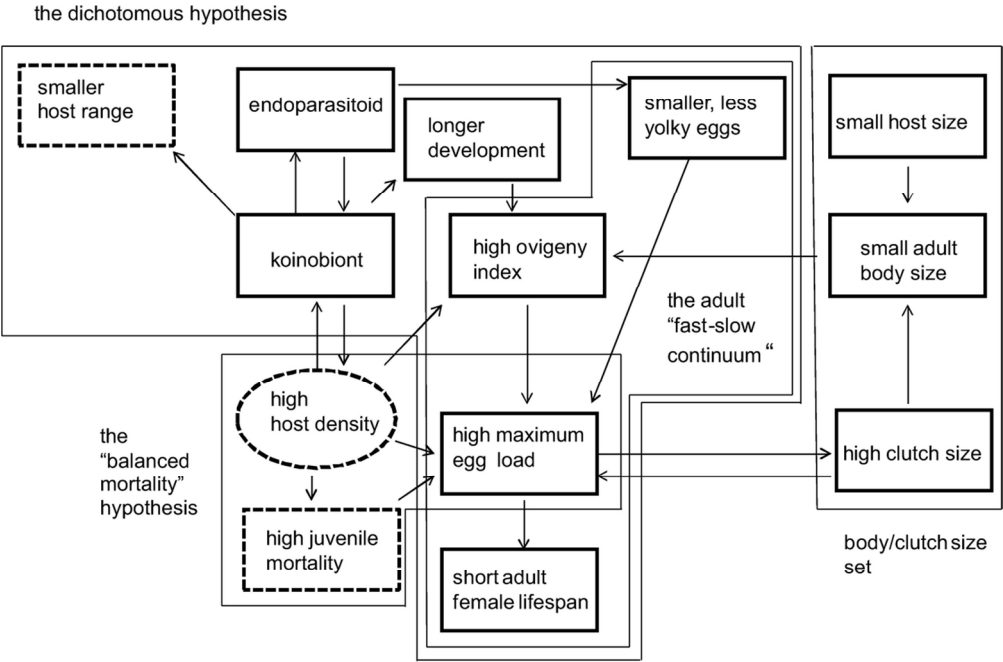 the dichotomous hypothesis
smaller
host range
endoparasitoid
longer
development
smaller, less
yolky eggs
small host size
koinobiont
high ovigeny
index
small adult
body size
the adult
“fast-slow
continuum “
high
host density
the
“balanced
mortality”
hypothesis
high maximum
egg load
high clutch size
high juvenile
mortality
short adult
female lifespan
body/clutch size
set